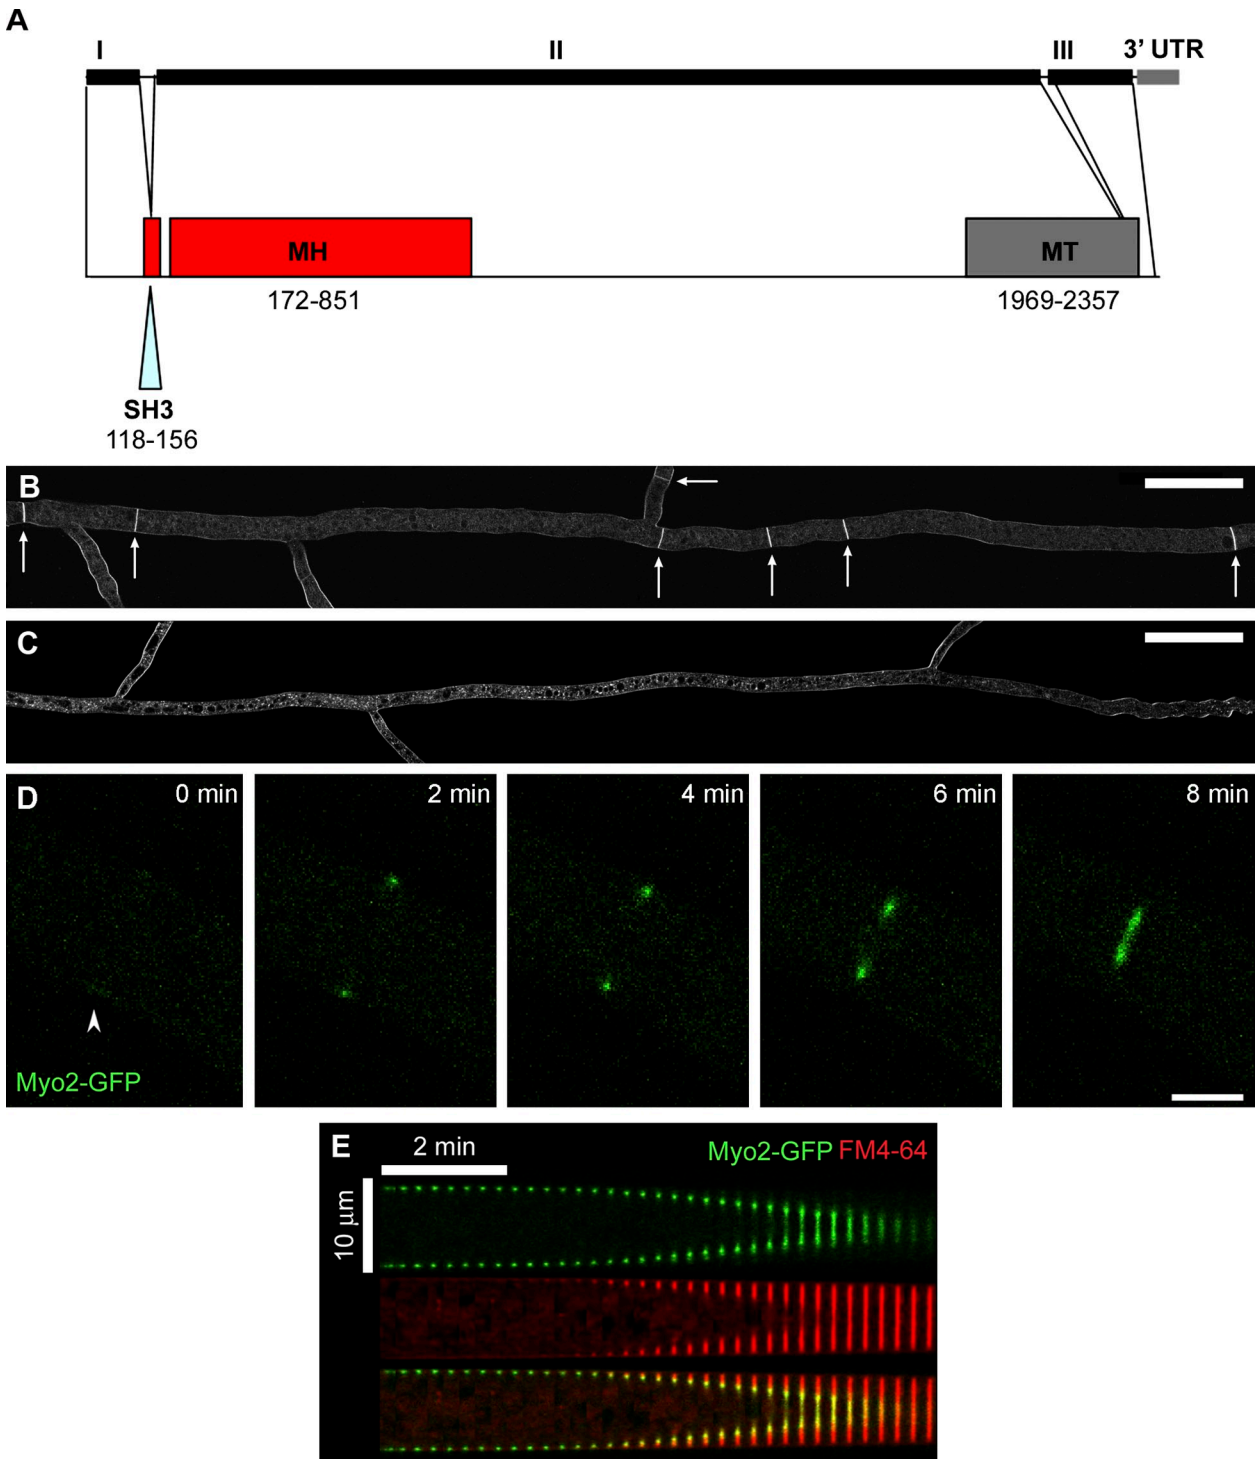 A
I II III 3’ UTR
MH MT
172-851 1969-2357
SH3
118-156
B
C
D 0 min 2 min 4 min 6 min 8 min
Myo2-GFP
E 2 min Myo2-GFP FM4-64
10 µm